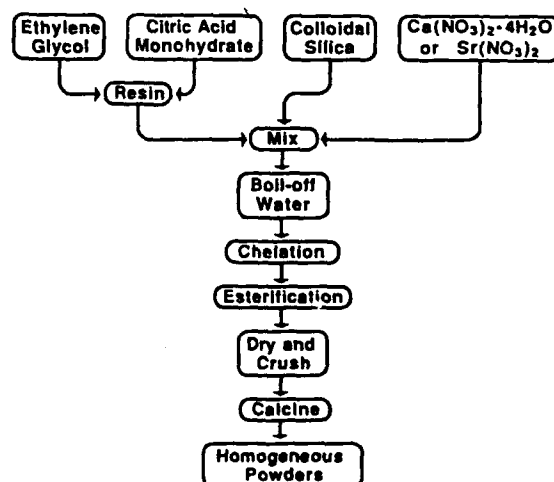 Ethylene
Glycol
Citric Acid
Monohydrate
Colloidal
Silica
Ca(NO₃)₂·4H₂O
or Sr(NO₃)₂
Resin
Mix
Boil-off
Water
Chelation
Esterification
Dry and
Crush
Calcine
Homogeneous
Powders